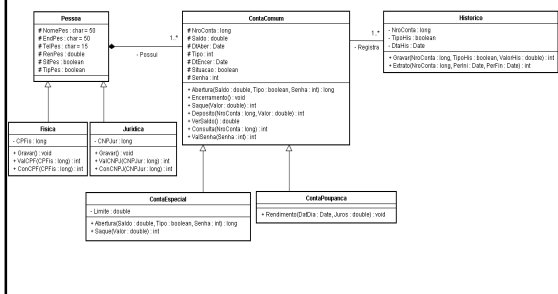 Pessoa
# NomePes : char = 50
# EndPes : char = 50
# TelPes : char = 15
# RenPes : double
# SitPes : boolean
# TipPes : boolean
1..*
- Possui
ContaComum
# NroConta : long
# Saldo : double
# DtAber : Date
# Tipo : int
# DtEncer : Date
# Situacao : boolean
# Senha : int
+ Abertura(Saldo : double, Tipo : boolean, Senha : int) : long
+ Encerramento() : void
+ Saque(Valor : double) : int
+ Deposito(NroConta : long, Valor : double) : int
+ VerSaldo() : double
+ Consulta(NroConta : long) : int
+ ValSenha(Senha : int) : int
1..*
- Registra
Historico
- NroConta : long
- TipoHis : boolean
- DtaHis : Date
+ Gravar(NroConta : long, TipoHis : boolean, ValorHis : double) : int
+ Extrato(NroConta : long, PerIni : Date, PerFin : Date) : int
Fisica
- CPFis : long
+ Gravar() : void
+ ValCPF(CPFis : long) : int
+ ConCPF(CPFis : long) : int
Juridica
- CNPJur : long
+ Gravar() : void
+ ValCNPJ(CNPJur : long) : int
+ ConCNPJ(CNPJur : long) : int
ContaEspecial
- Limite : double
+ Abertura(Saldo : double, Tipo : boolean, Senha : int) : long
+ Saque(Valor : double) : int
ContaPoupanca
+ Rendimento(DatDia : Date, Juros : double) : void